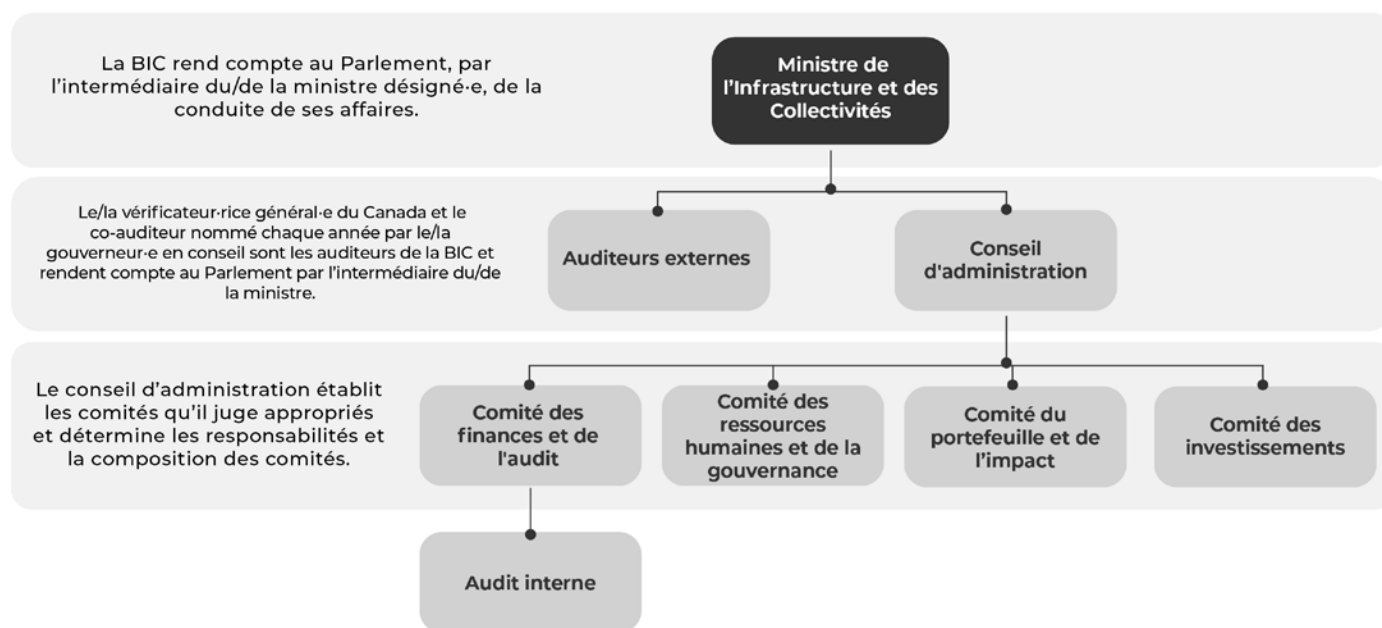 La BIC rend compte au Parlement, par
l'intermédiaire du/de la ministre désigné·e, de la
conduite de ses affaires.
Ministre de
l'Infrastructure et des
Collectivités
Le/la vérificateur·rice général·e du Canada et le
co-auditeur nommé chaque année par le/la
gouverneur·e en conseil sont les auditeurs de la BIC et
rendent compte au Parlement par l'intermédiaire du/de
la ministre.
Auditeurs externes
Conseil
d'administration
Le conseil d'administration établit
les comités qu'il juge appropriés
et détermine les responsabilités et
la composition des comités.
Comité des
finances et de
l'audit
Comité des
ressources
humaines et de la
gouvernance
Comité du
portefeuille et de
l'impact
Comité des
investissements
Audit interne